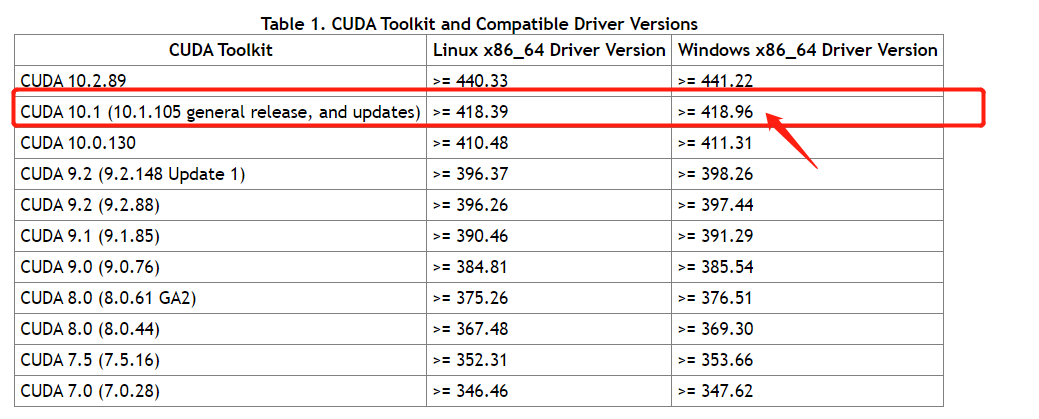 Table 1. CUDA Toolkit and Compatible Driver Versions
CUDA Toolkit Linux x86_64 Driver Version Windows x86_64 Driver Version
CUDA 10.2.89 >= 440.33 >= 441.22
CUDA 10.1 (10.1.105 general release, and updates) >= 418.39 >= 418.96
CUDA 10.0.130 >= 410.48 >= 411.31
CUDA 9.2 (9.2.148 Update 1) >= 396.37 >= 398.26
CUDA 9.2 (9.2.88) >= 396.26 >= 397.44
CUDA 9.1 (9.1.85) >= 390.46 >= 391.29
CUDA 9.0 (9.0.76) >= 384.81 >= 385.54
CUDA 8.0 (8.0.61 GA2) >= 375.26 >= 376.51
CUDA 8.0 (8.0.44) >= 367.48 >= 369.30
CUDA 7.5 (7.5.16) >= 352.31 >= 353.66
CUDA 7.0 (7.0.28) >= 346.46 >= 347.62